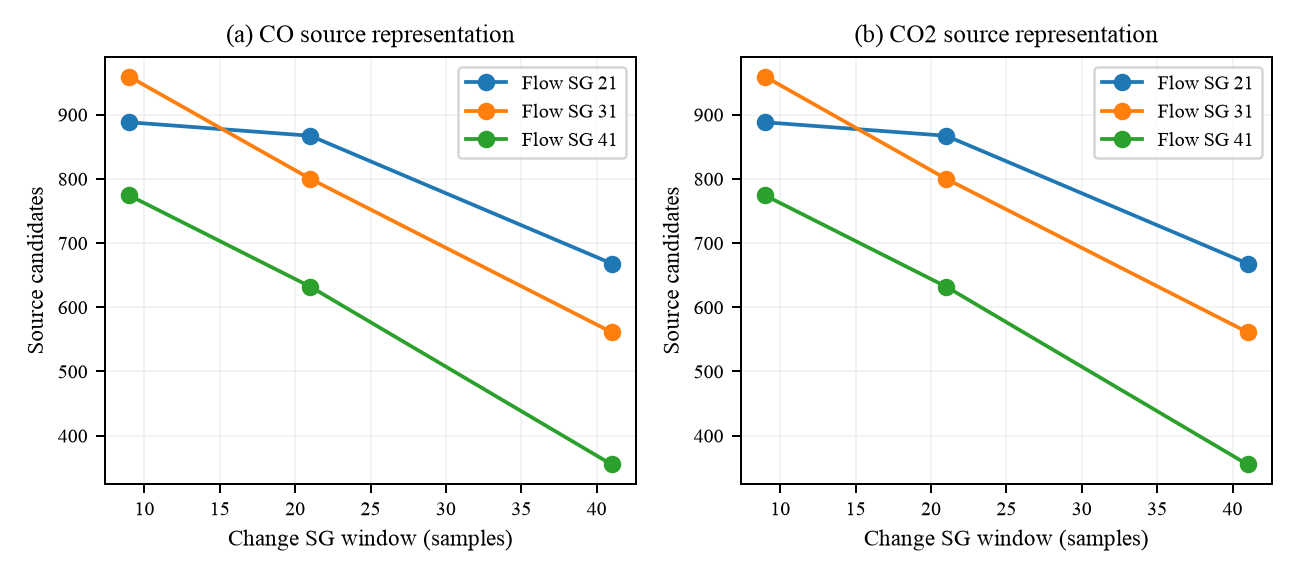 (a) CO source representation
Source candidates
900
800
700
600
500
400
Flow SG 21
Flow SG 31
Flow SG 41
10 15 20 25 30 35 40
Change SG window (samples)
(b) CO2 source representation
Source candidates
900
800
700
600
500
400
Flow SG 21
Flow SG 31
Flow SG 41
10 15 20 25 30 35 40
Change SG window (samples)